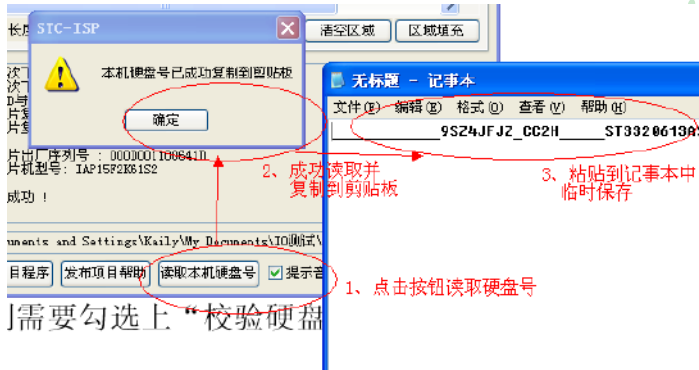 长度
STC-ISP
清空区域
区域填充
本机硬盘号已成功复制到剪贴板
确定
片出厂序列号 : 0000001100641D
片机型号: IAP15F2K61S2
成功 !
2、成功读取并
复制到剪贴板
无标题 - 记事本
文件(F) 编辑(E) 格式(O) 查看(V) 帮助(H)
9SZ4JFJZ_CC2H_____ST3320613A
3、粘贴到记事本中
临时保存
uments and Settings\Kaily\My Documents\IO测试\
目程序
发布项目帮助
读取本机硬盘号
提示音
1、点击按钮读取硬盘号
需要勾选上“校验硬盘